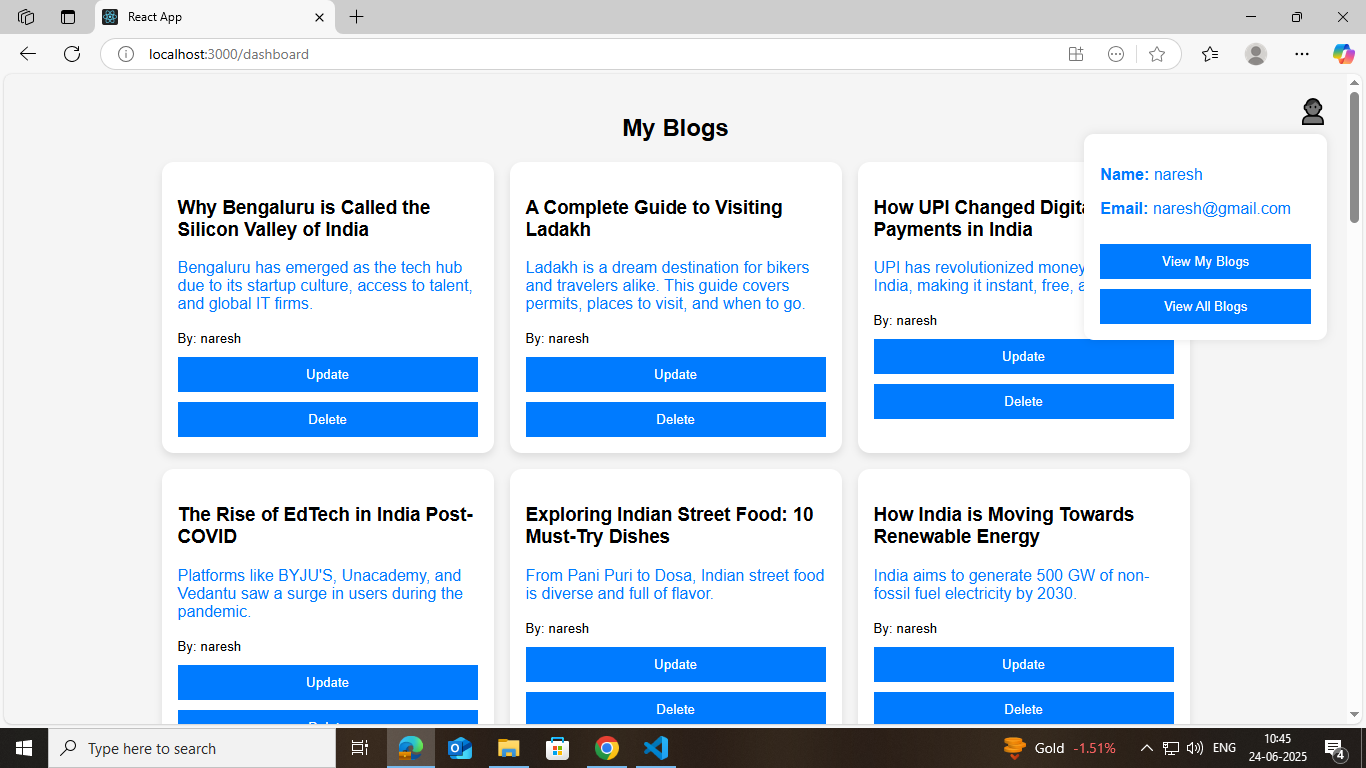 React App
localhost:3000/dashboard
My Blogs
Name: naresh
Email: naresh@gmail.com
View My Blogs
View All Blogs
Why Bengaluru is Called the
Silicon Valley of India
Bengaluru has emerged as the tech hub
due to its startup culture, access to talent,
and global IT firms.
By: naresh
Update
Delete
A Complete Guide to Visiting
Ladakh
Ladakh is a dream destination for bikers
and travelers alike. This guide covers
permits, places to visit, and when to go.
By: naresh
Update
Delete
How UPI Changed
Payments in India
UPI has revolutionized money
India, making it instant, free,
By: naresh
Update
Delete
The Rise of EdTech in India Post-
COVID
Platforms like BYJU'S, Unacademy, and
Vedantu saw a surge in users during the
pandemic.
By: naresh
Update
Exploring Indian Street Food: 10
Must-Try Dishes
From Pani Puri to Dosa, Indian street food
is diverse and full of flavor.
By: naresh
Update
Delete
How India is Moving Towards
Renewable Energy
India aims to generate 500 GW of non-
fossil fuel electricity by 2030.
By: naresh
Update
Delete
Type here to search
Gold -1.51%
ENG
10:45
24-06-2025
4